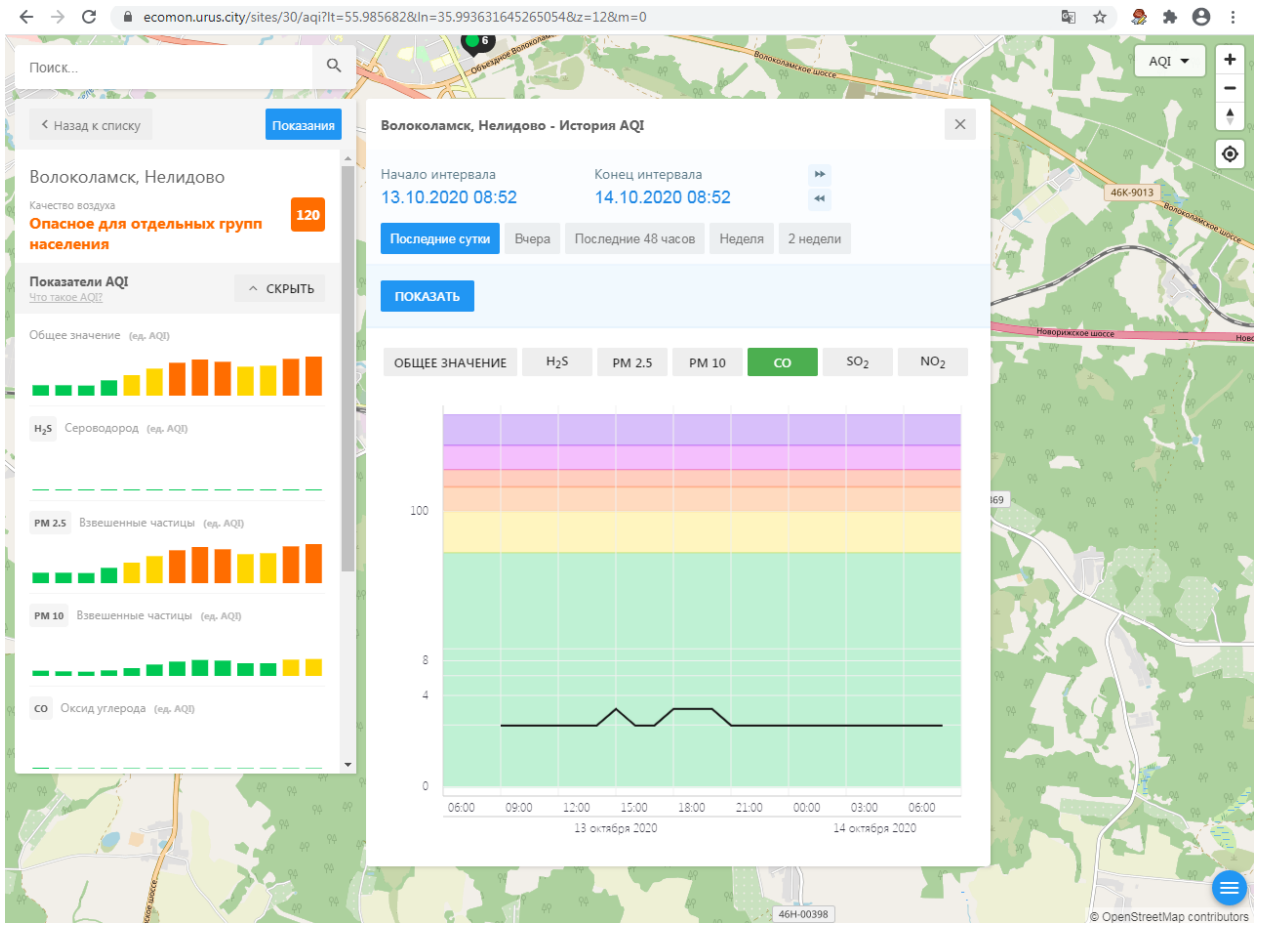 ecomon.urus.city/sites/30/aqi?lt=55.985682&ln=35.993631645265054&z=12&m=0
6
Объездное Волокола
Волоколамское шоссе
Поиск...
AQI
Назад к списку
Показания
Волоколамск, Нелидово - История AQI
Волоколамск, Нелидово
Качество воздуха
Опасное для отдельных групп
населения
120
Начало интервала
Конец интервала
13.10.2020 08:52
14.10.2020 08:52
46К-9013
Волоколамское шоссе
Последние сутки
Вчера
Последние 48 часов
Неделя
2 недели
Показатели AQI
Что такое AQI?
СКРЫТЬ
ПОКАЗАТЬ
Новорижское шоссе
Ново
Общее значение (ед. AQI)
ОБЩЕЕ ЗНАЧЕНИЕ
H₂S
PM 2.5
PM 10
CO
SO₂
NO₂
H₂S Сероводород (ед. AQI)
369
100
PM 2.5 Взвешенные частицы (ед. AQI)
PM 10 Взвешенные частицы (ед. AQI)
8
4
CO Оксид углерода (ед. AQI)
0
06:00
09:00
12:00
15:00
18:00
21:00
00:00
03:00
06:00
13 октября 2020
14 октября 2020
46Н-00398
© OpenStreetMap contributors